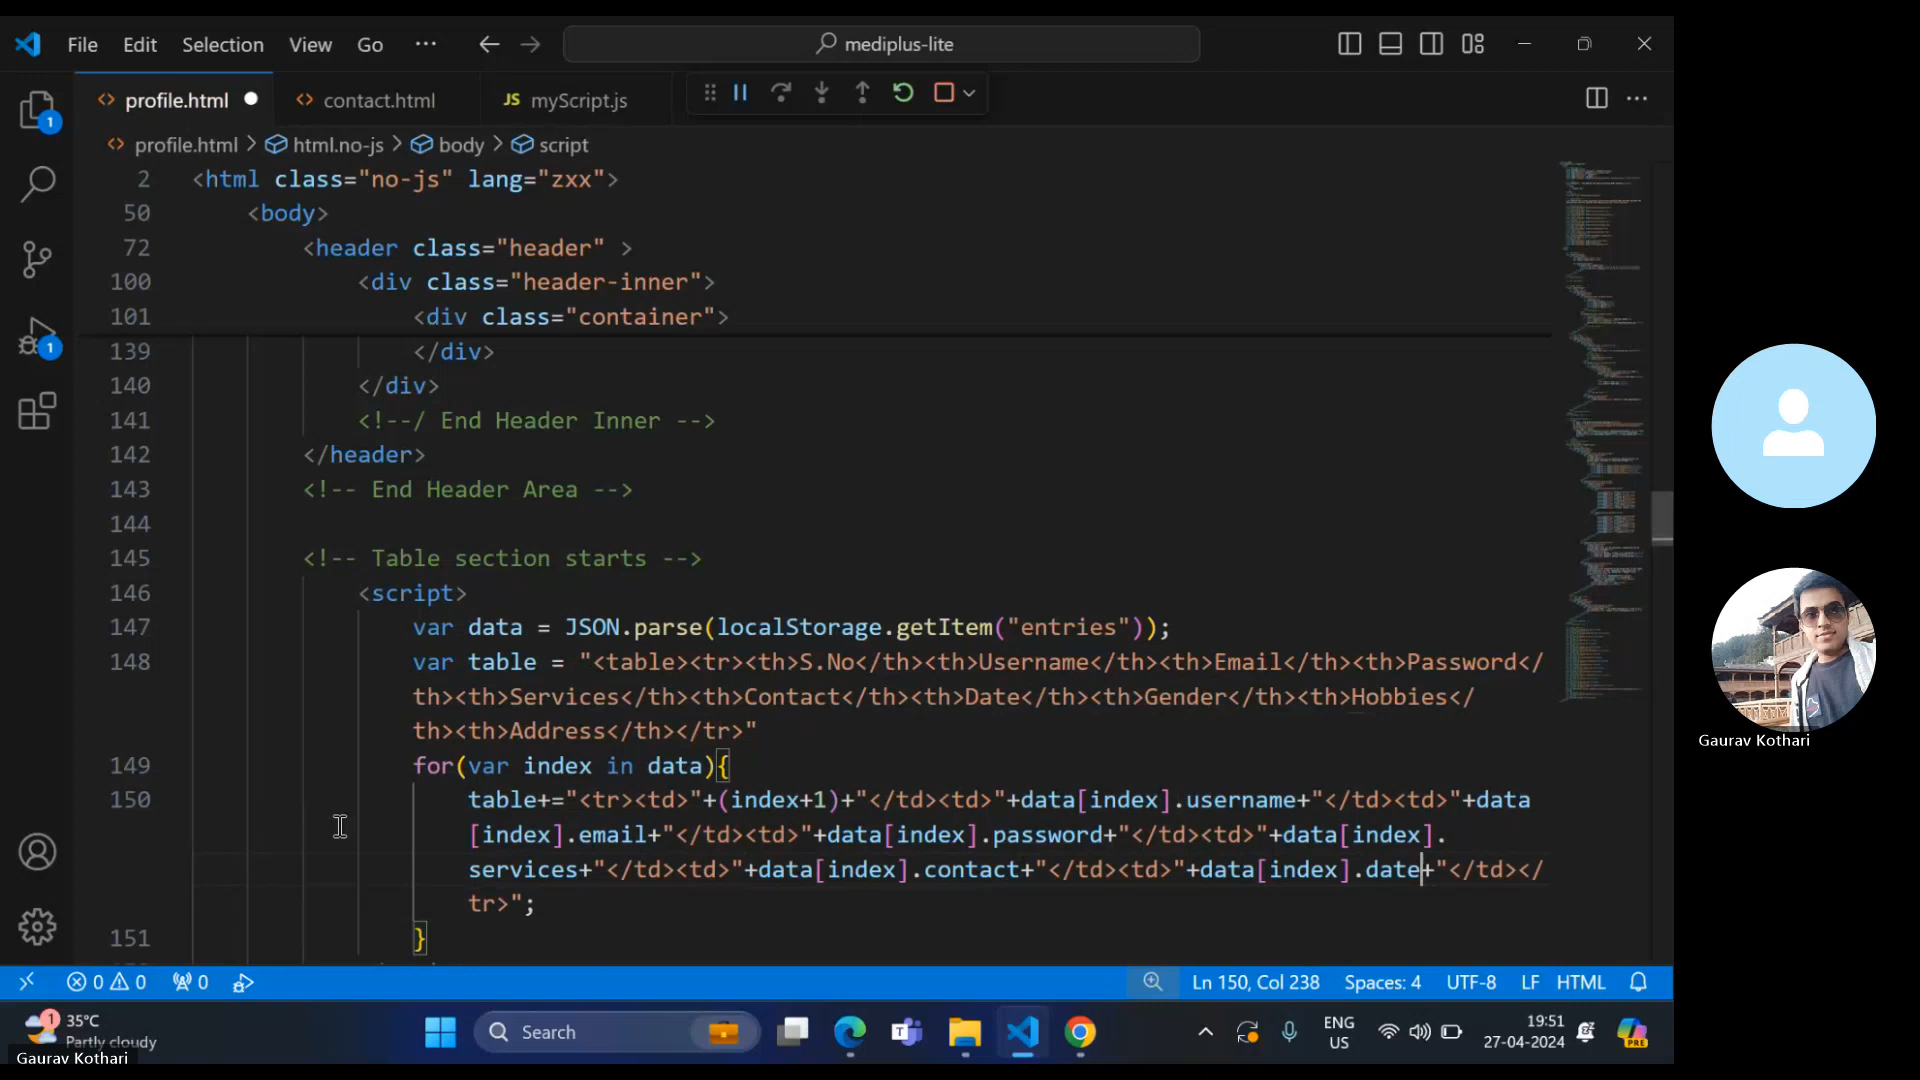 File Edit Selection View Go ··· mediplus-lite
profile.html contact.html JS myScript.js
profile.html > html.no-js > body > script
2 <html class="no-js" lang="zxx">
50 <body>
72 <header class="header" >
100 <div class="header-inner">
101 <div class="container">
139 </div>
140 </div>
141 <!--/ End Header Inner -->
142 </header>
143 <!-- End Header Area -->
144
145 <!-- Table section starts -->
146 <script>
147 var data = JSON.parse(localStorage.getItem("entries"));
148 var table = "<table><tr><th>S.No</th><th>Username</th><th>Email</th><th>Password</
th><th>Services</th><th>Contact</th><th>Date</th><th>Gender</th><th>Hobbies</
th><th>Address</th></tr>"
149 for(var index in data){
150 table+="<tr><td>"+(index+1)+"</td><td>"+data[index].username+"</td><td>"+data
[index].email+"</td><td>"+data[index].password+"</td><td>"+data[index].
services+"</td><td>"+data[index].contact+"</td><td>"+data[index].date+"</td></
tr>";
151 }
1
1
0 0 0 Ln 150, Col 238 Spaces: 4 UTF-8 LF HTML
1 35°C
Partly cloudy
Search
ENG
US
19:51
27-04-2024
PRE
Gaurav Kothari
Gaurav Kothari